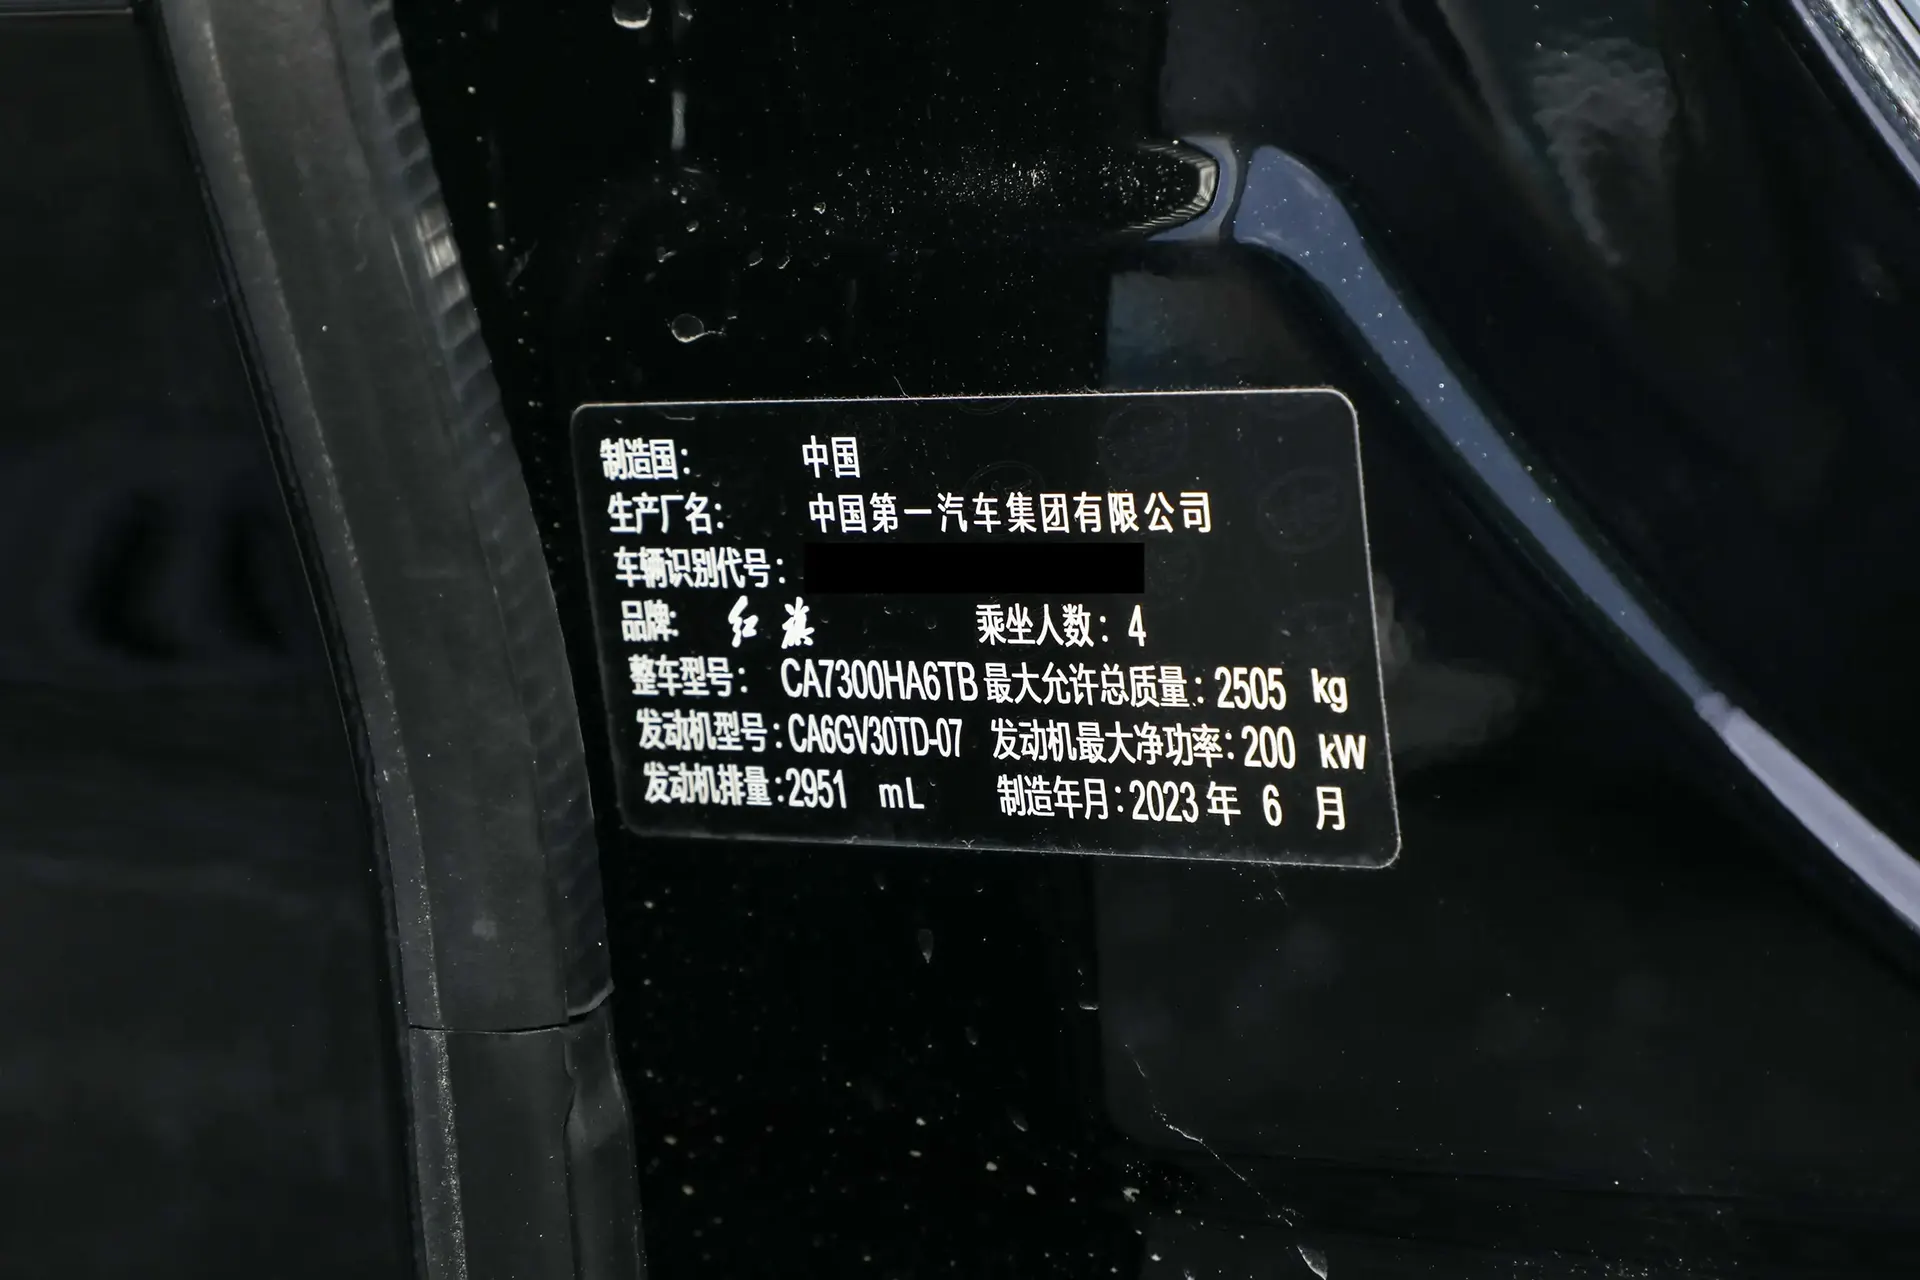 制造国： 中国
生产厂名： 中国第一汽车集团有限公司
车辆识别代号：
品牌: 红旗 乘坐人数：4
整车型号： CA7300HA6TB 最大允许总质量：2505 kg
发动机型号：CA6GV30TD-07 发动机最大净功率：200 kW
发动机排量：2951 mL 制造年月：2023 年 6 月